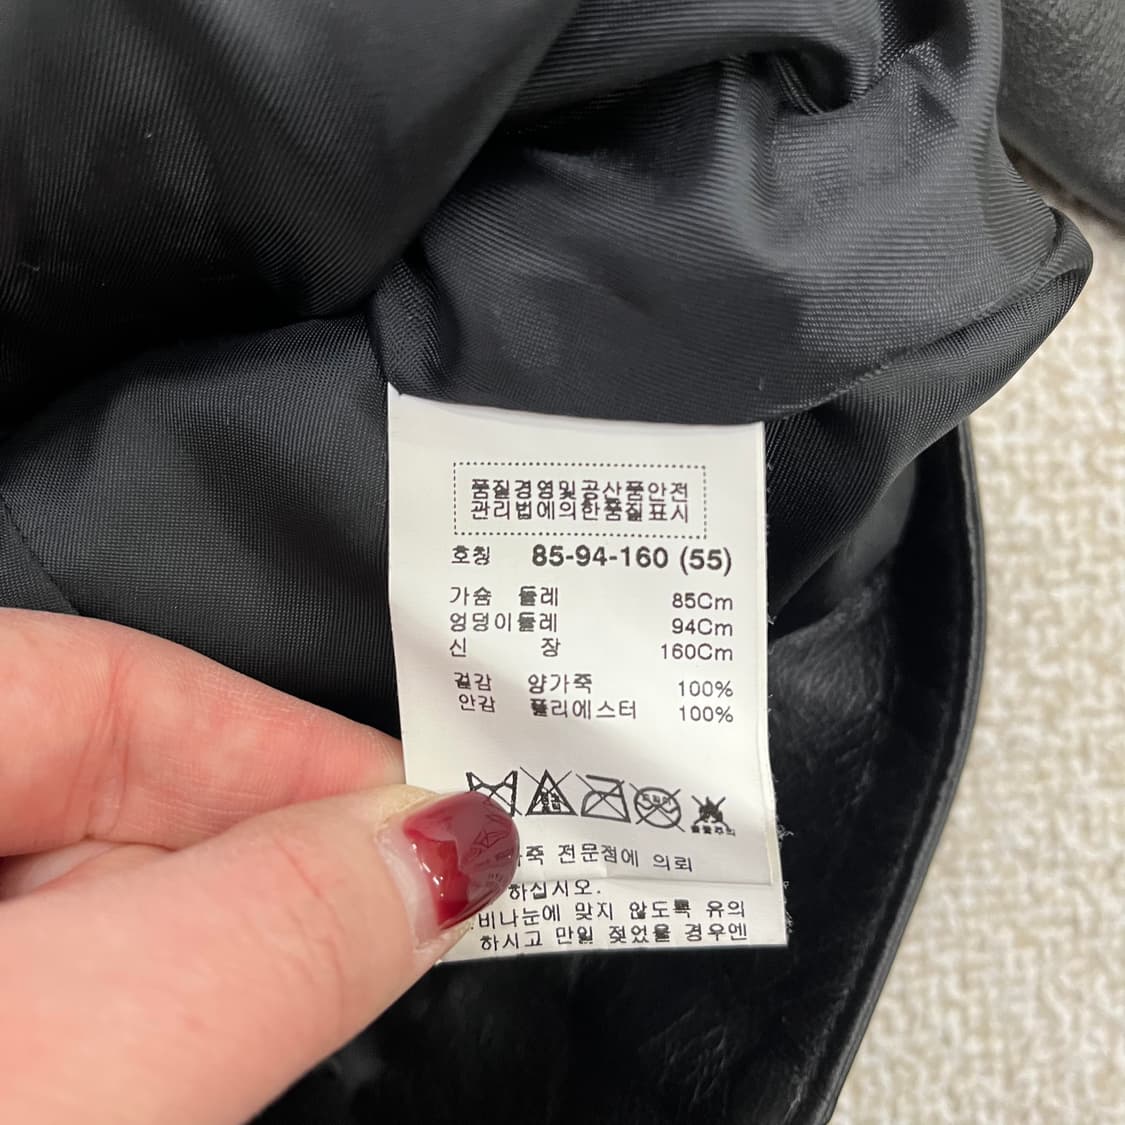 품질경영및공산품안전
관리법에의한품질표시
호칭 85-94-160 (55)
가슴 둘레 85Cm
엉덩이둘레 94Cm
신 장 160Cm
겉감 양가죽 100%
안감 폴리에스터 100%
전문점에 의뢰
하십시오.
비나눈에 맞지 않도록 유의
하시고 만일 젖었을 경우엔